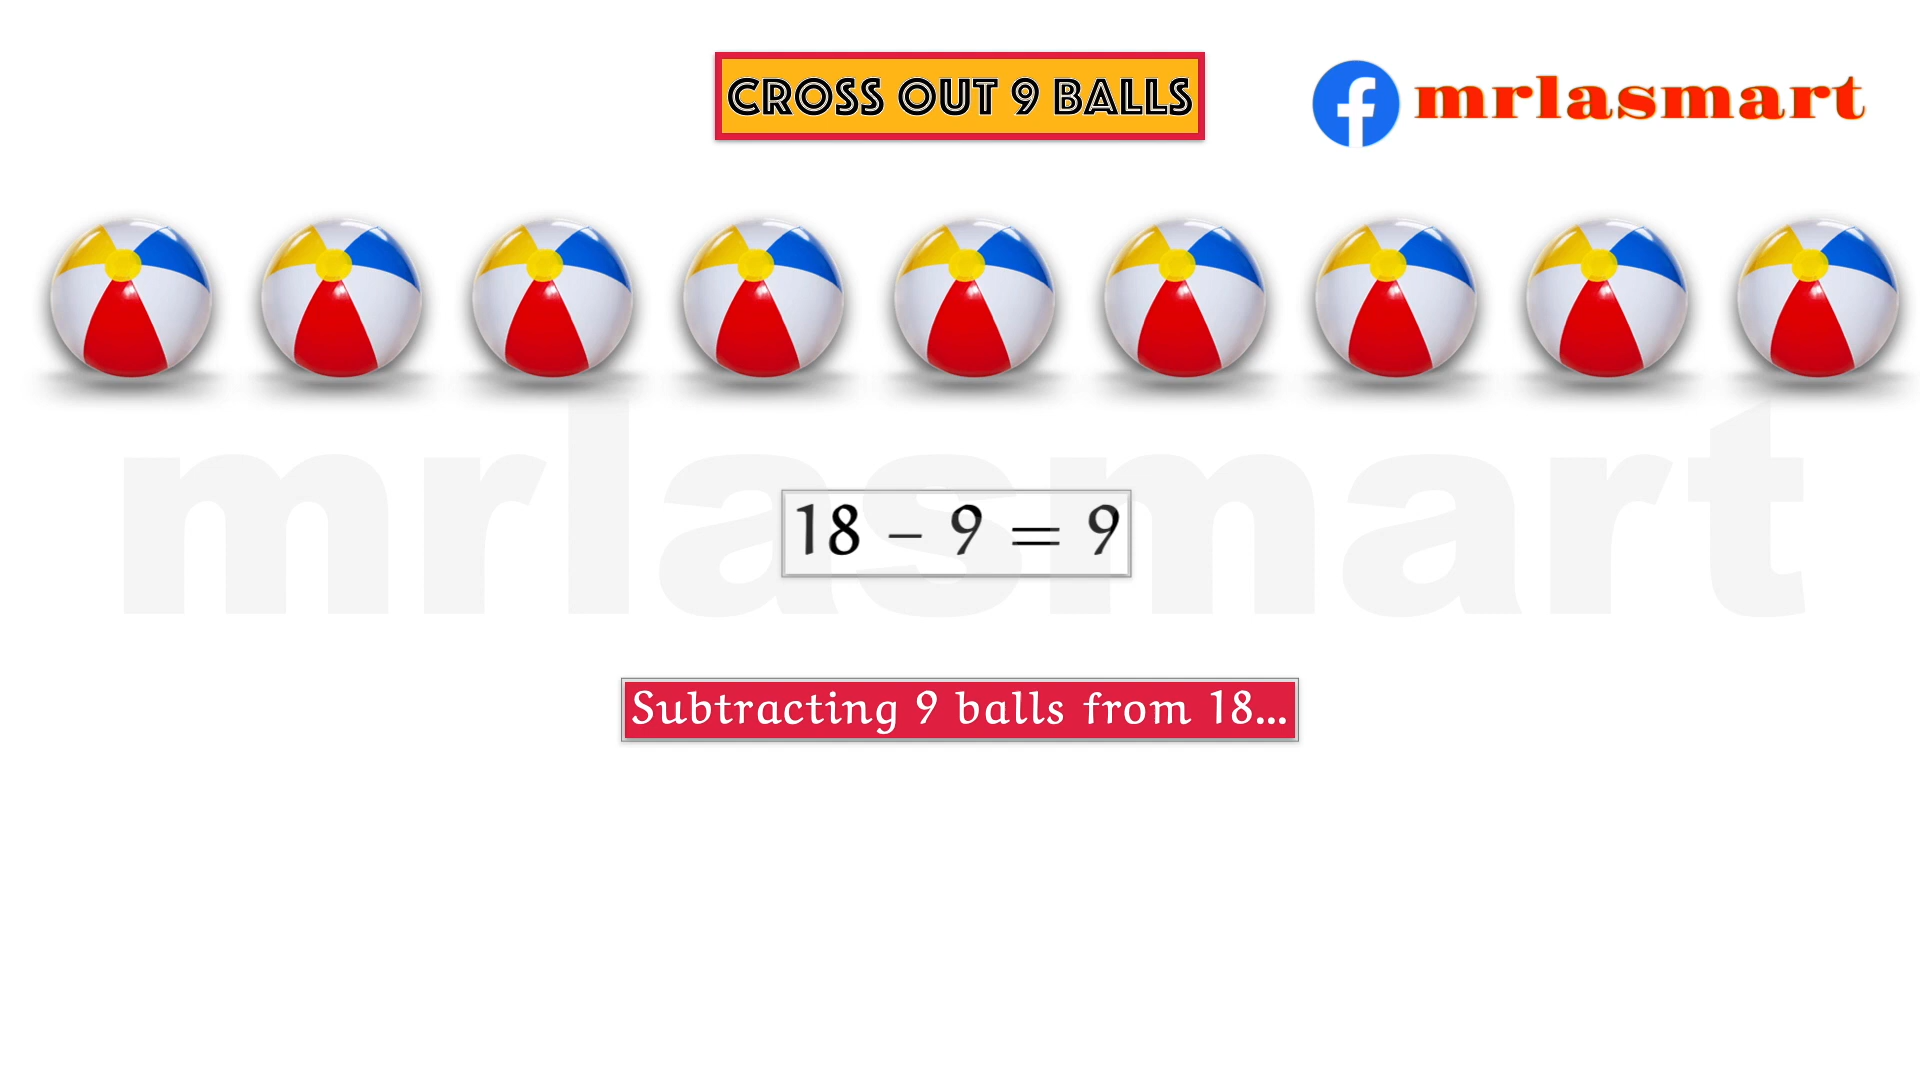 CROSS OUT 9 BALLS
mrlasmart
mrlasmart
18 – 9 = 9
Subtracting 9 balls from 18...